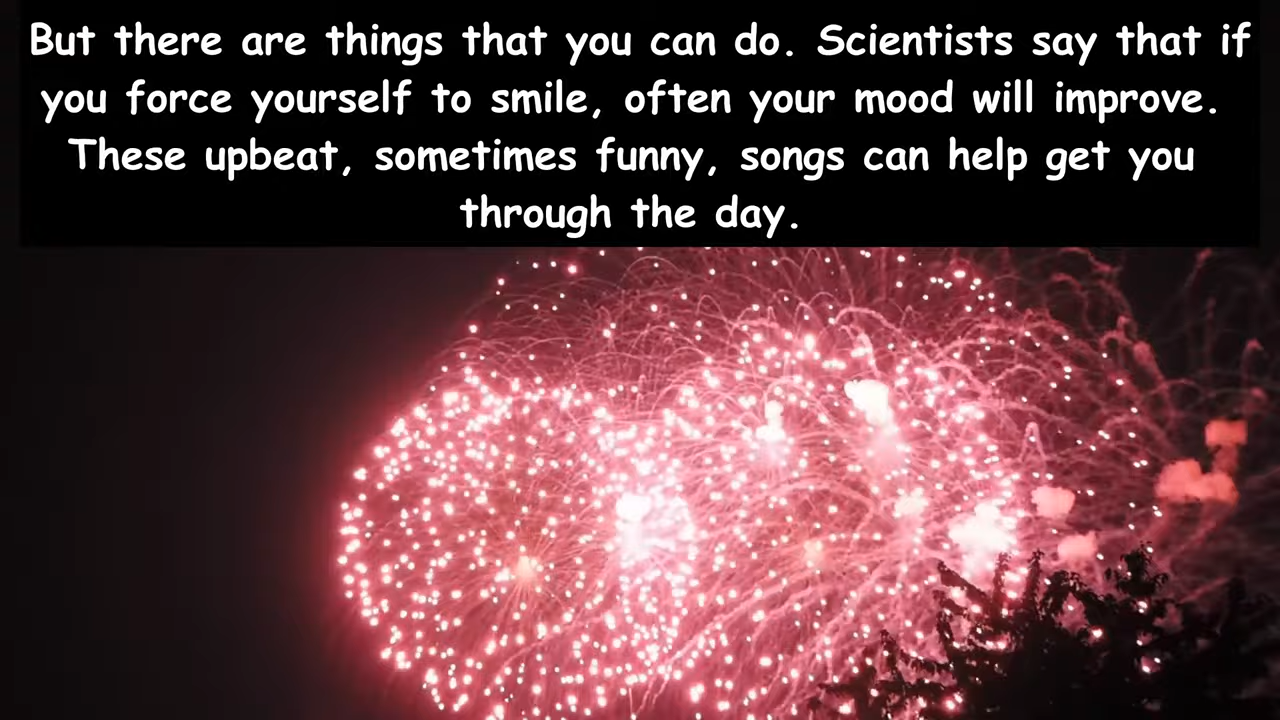 But there are things that you can do. Scientists say that if
you force yourself to smile, often your mood will improve.
These upbeat, sometimes funny, songs can help get you
through the day.